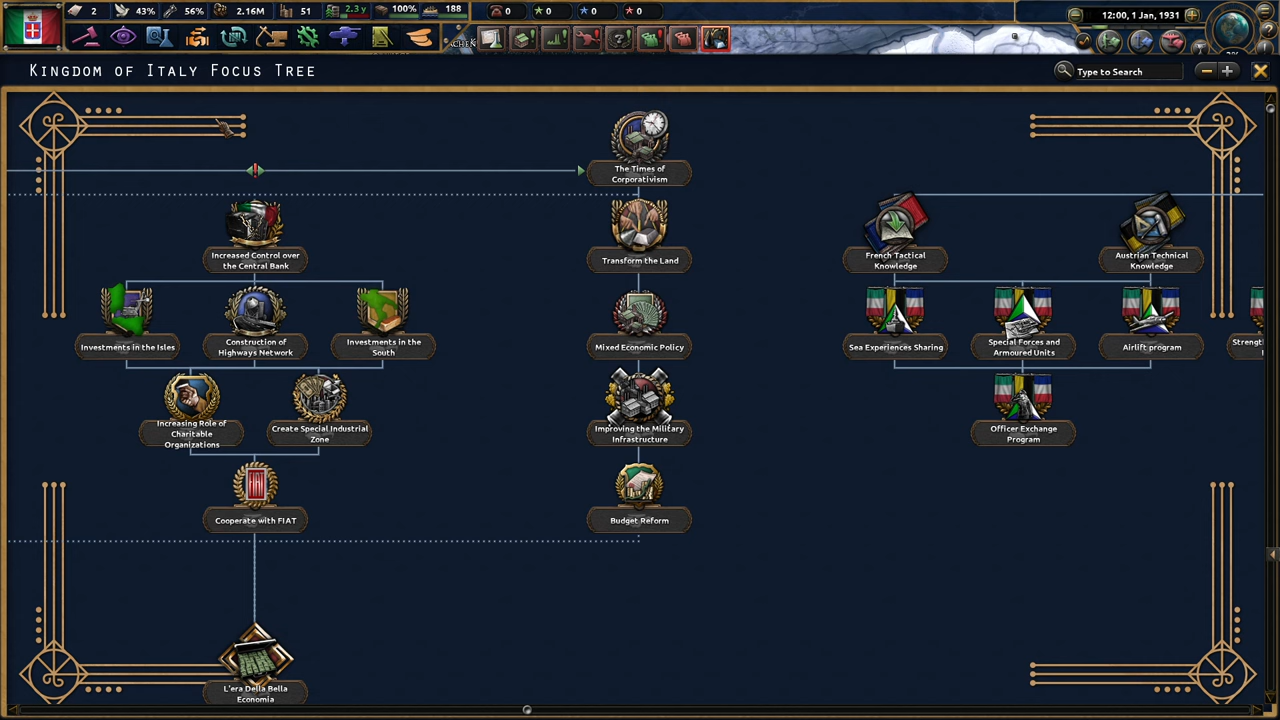 2
43%
56%
2.16M
51
2.3 y
100%
188
0
0
0
0
12:00, 1 Jan, 1931
Kingdom of Italy Focus Tree
Type to Search
The Times of
Corporativism
Increased Control over
the Central Bank
Transform the Land
French Tactical
Knowledge
Austrian Technical
Knowledge
Investments in the Isles
Construction of
Highways Network
Investments in the
South
Mixed Economic Policy
Sea Experiences Sharing
Special Forces and
Armoured Units
Airlift program
Increasing Role of
Charitable
Organizations
Create Special Industrial
Zone
Improving the Military
Infrastructure
Officer Exchange
Program
FIAT
Cooperate with FIAT
Budget Reform
L'era Della Bella
Economia